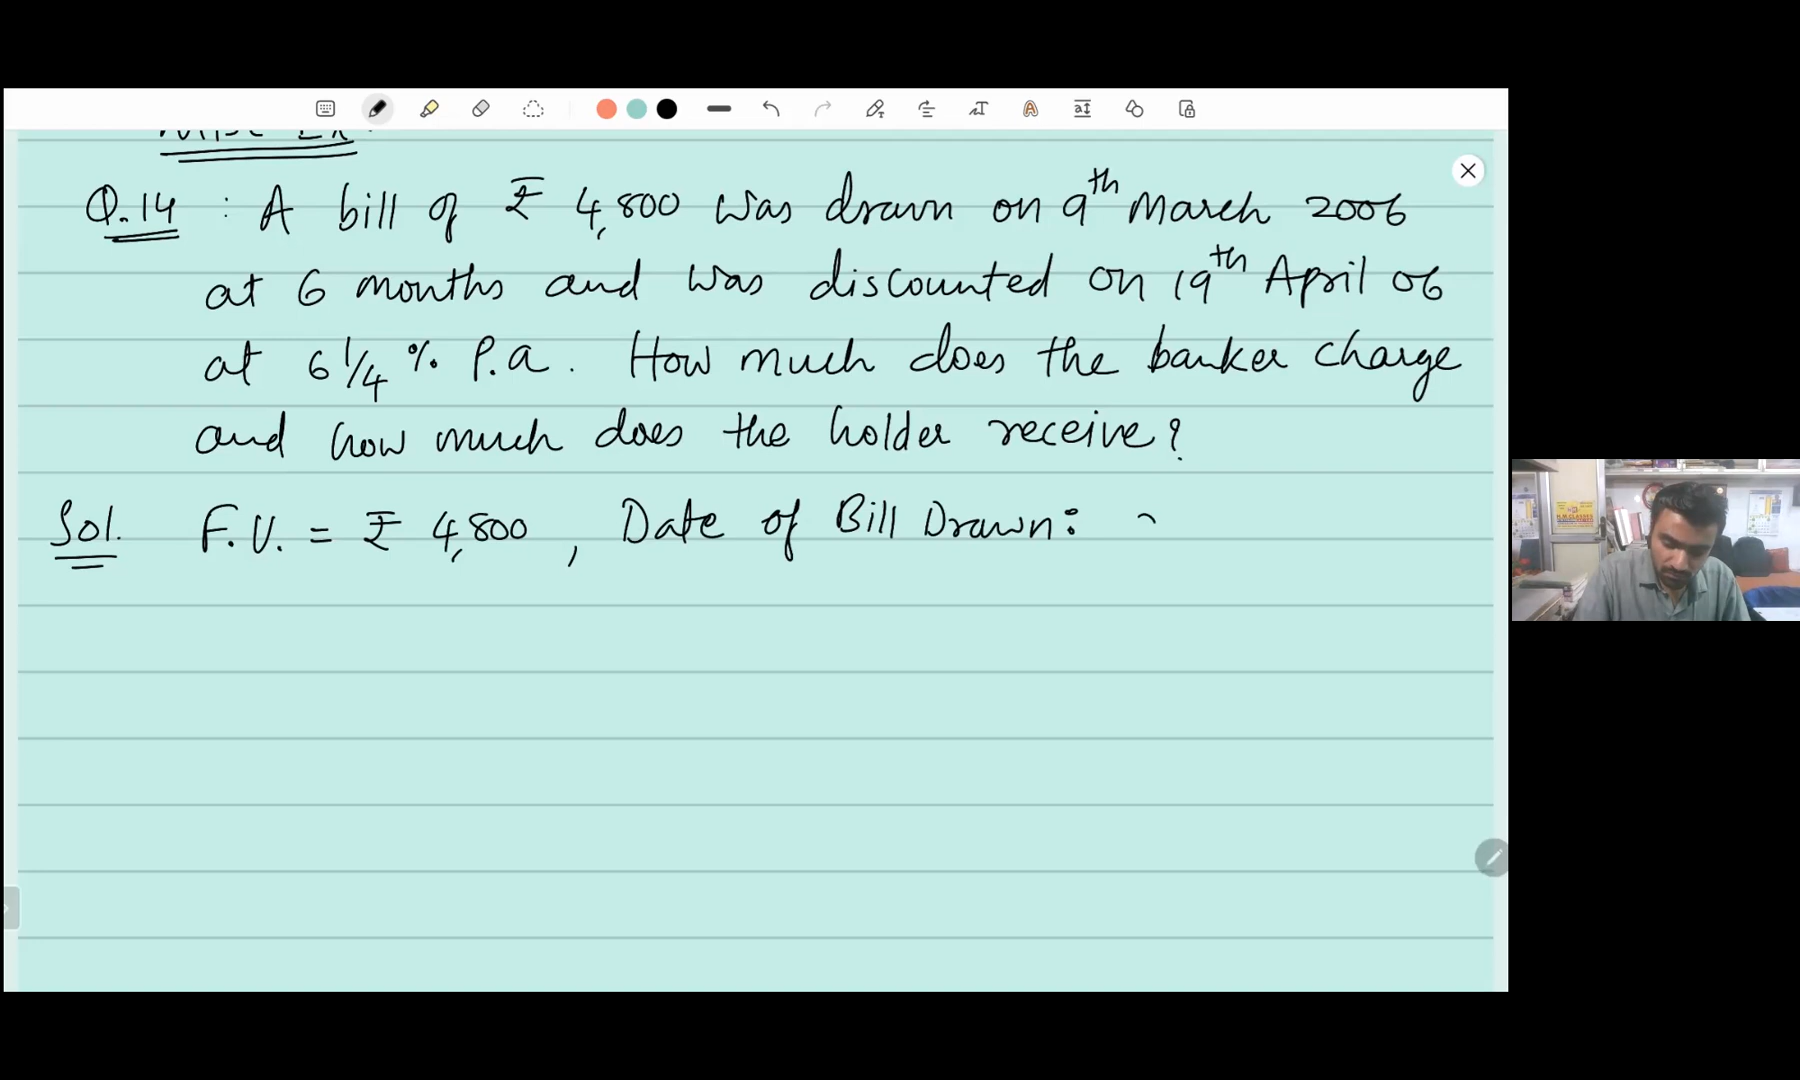 Q.14 : A bill of ₹ 4,800 was drawn on 9th March 2006
at 6 months and was discounted on 19th April 06
at 6 1/4 % P.a. How much does the banker charge
and how much does the holder receive?
Sol. F.V. = ₹ 4,800 , Date of Bill Drawn: